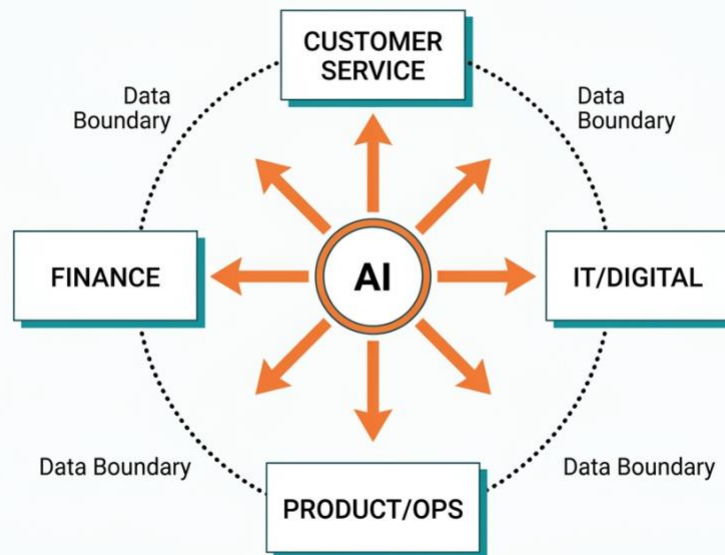 CUSTOMER
SERVICE
Data
Boundary
Data
Boundary
FINANCE
AI
IT/DIGITAL
Data Boundary
Data Boundary
PRODUCT/OPS